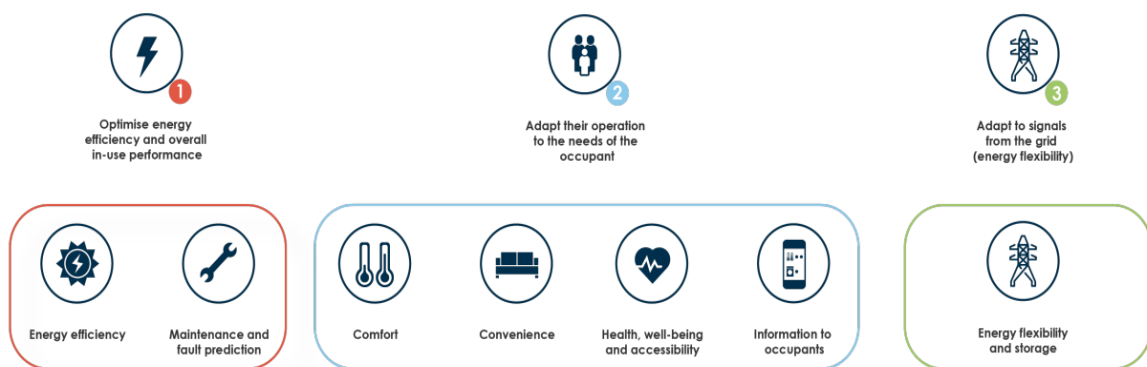 1
Optimise energy
efficiency and overall
in-use performance
2
Adapt their operation
to the needs of the
occupant
3
Adapt to signals
from the grid
(energy flexibility)
Energy efficiency
Maintenance and
fault prediction
Comfort
Convenience
Health, well-being
and accessibility
Information to
occupants
Energy flexibility
and storage